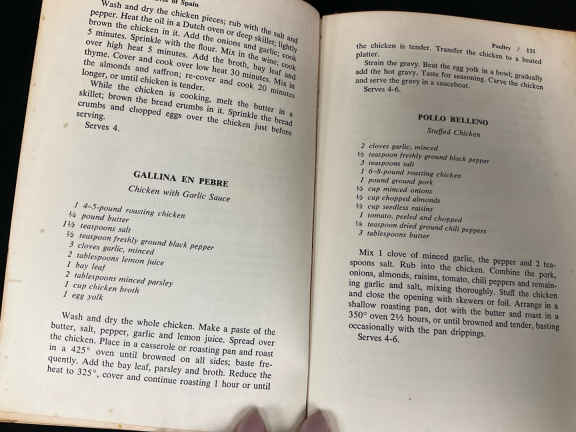 of Spain
Wash and dry the chicken pieces; rub with the salt and
pepper. Heat the oil in a Dutch oven or deep skillet; lightly
brown the chicken in it. Add the onions and garlic; cook
5 minutes. Sprinkle with the flour. Mix in the wine; cook
over high heat 5 minutes. Add the broth, bay leaf and
thyme. Cover and cook over low heat 30 minutes. Mix in
the almonds and saffron; re-cover and cook 20 minutes
longer, or until chicken is tender.
While the chicken is cooking, melt the butter in a
skillet; brown the bread crumbs in it. Sprinkle the bread
crumbs and chopped eggs over the chicken just before
serving.
Serves 4.
GALLINA EN PEBRE
Chicken with Garlic Sauce
1 4–5-pound roasting chicken
¼ pound butter
1½ teaspoons salt
½ teaspoon freshly ground black pepper
3 cloves garlic, minced
2 tablespoons lemon juice
1 bay leaf
2 tablespoons minced parsley
1 cup chicken broth
1 egg yolk
Wash and dry the whole chicken. Make a paste of the
butter, salt, pepper, garlic and lemon juice. Spread over
the chicken. Place in a casserole or roasting pan and roast
in a 425° oven until browned on all sides; baste fre-
quently. Add the bay leaf, parsley and broth. Reduce the
heat to 325°, cover and continue roasting 1 hour or until
Poultry / 131
the chicken is tender. Transfer the chicken to a heated
platter.
Strain the gravy. Beat the egg yolk in a bowl; gradually
add the hot gravy. Taste for seasoning. Carve the chicken
and serve the gravy in a sauceboat.
Serves 4-6.
POLLO RELLENO
Stuffed Chicken
2 cloves garlic, minced
½ teaspoon freshly ground black pepper
3 teaspoons salt
1 6–8-pound roasting chicken
1 pound ground pork
½ cup minced onions
½ cup chopped almonds
½ cup seedless raisins
1 tomato, peeled and chopped
teaspoon dried ground chili peppers
3 tablespoons butter
Mix 1 clove of minced garlic, the pepper and 2 tea-
spoons salt. Rub into the chicken. Combine the pork,
onions, almonds, raisins, tomato, chili peppers and remain-
ing garlic and salt, mixing thoroughly. Stuff the chicken
and close the opening with skewers or foil. Arrange in a
shallow roasting pan, dot with the butter and roast in a
350° oven 2½ hours, or until browned and tender, basting
occasionally with the pan drippings.
Serves 4-6.